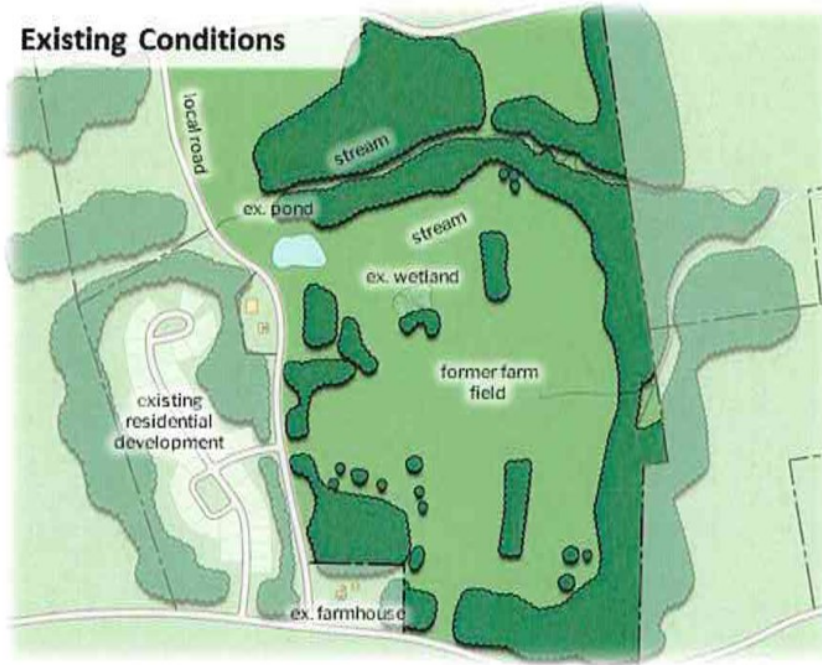 Existing Conditions
local road
stream
ex. pond
stream
ex. wetland
former farm
field
existing
residential
development
ex. farmhouse